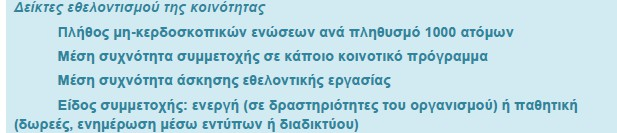 Δείκτες εθελοντισμού της κοινότητας
Πλήθος μη-κερδοσκοπικών ενώσεων ανά πληθυσμό 1000 ατόμων
Μέση συχνότητα συμμετοχής σε κάποιο κοινοτικό πρόγραμμα
Μέση συχνότητα άσκησης εθελοντικής εργασίας
Είδος συμμετοχής: ενεργή (σε δραστηριότητες του οργανισμού) ή παθητική
(δωρεές, ενημέρωση μέσω εντύπων ή διαδικτύου)